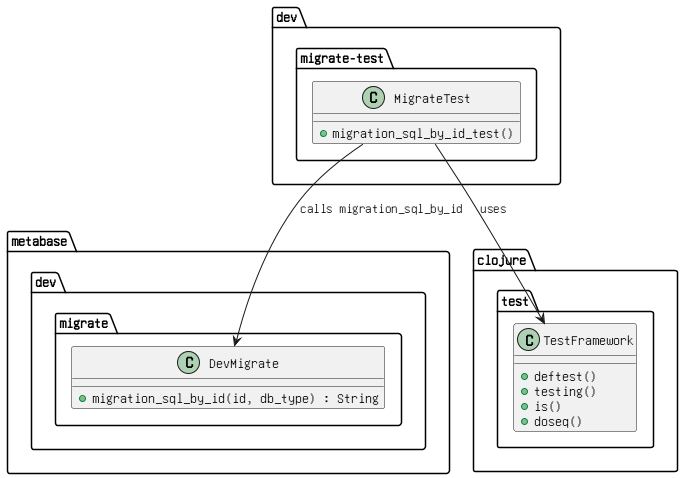 dev
migrate-test
C MigrateTest
migration_sql_by_id_test()
calls migration_sql_by_id
uses
metabase
dev
migrate
C DevMigrate
migration_sql_by_id(id, db_type) : String
clojure
test
C TestFramework
deftest()
testing()
is()
doseq()